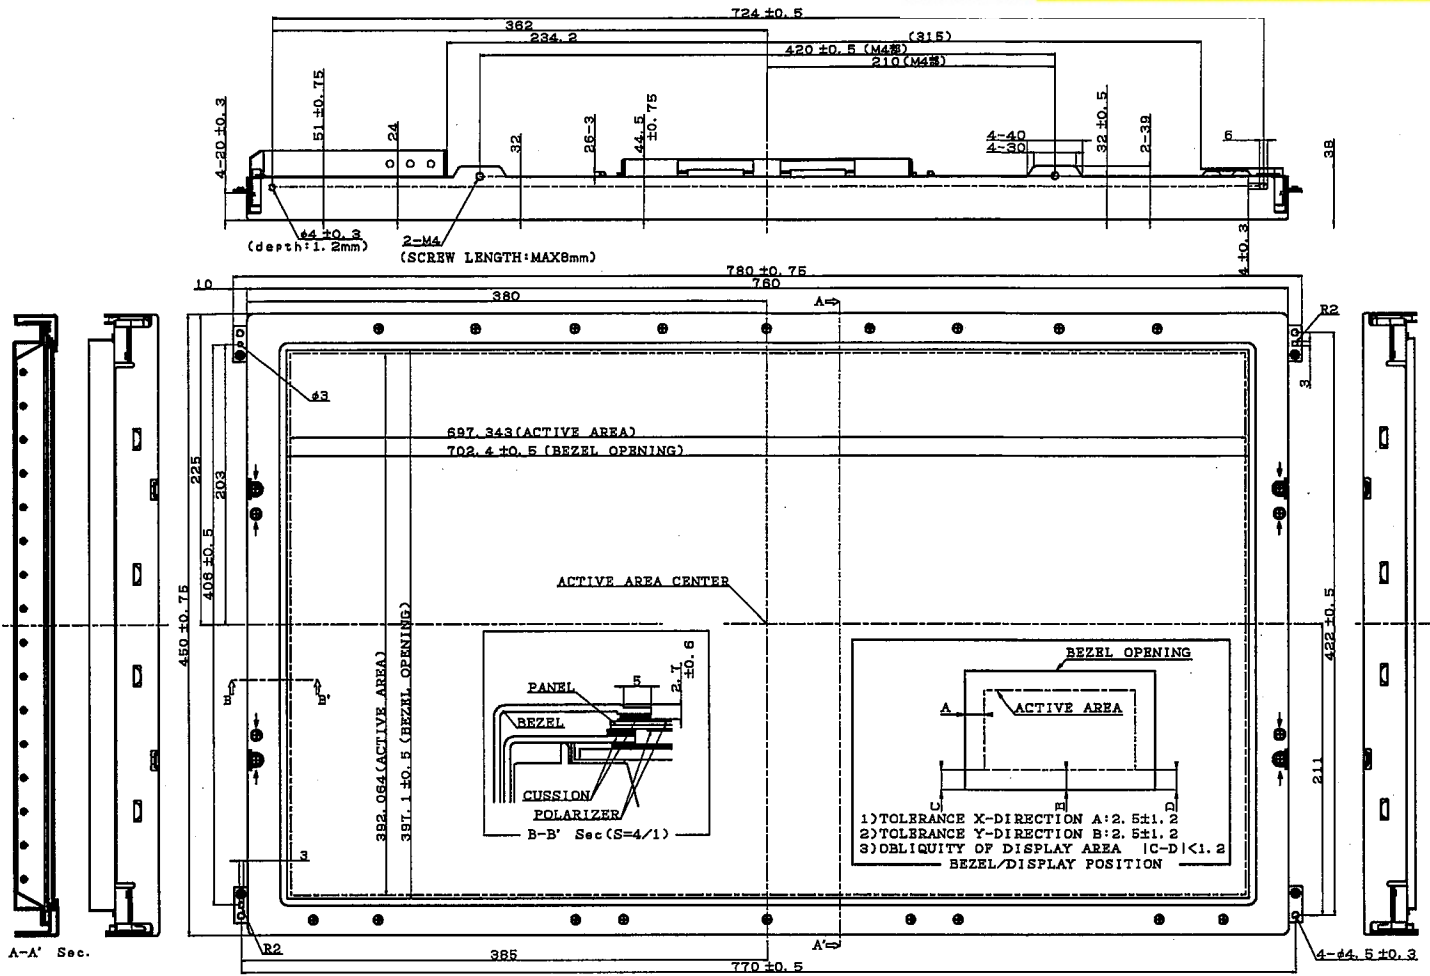 724 ±0.5
362
234.2
(315)
420 ±0.5 (M4部)
210(M4部)
4-20 ±0.3
51 ±0.75
24
32
26-3
44.5
±0.75
4-40
4-30
32 ±0.5
2-39
6
38
φ4 ±0.3
(depth:1.2mm)
2-M4
(SCREW LENGTH:MAX8mm)
4 ±0.3
780 ±0.75
10
760
380
A⇨
R2
φ3
3
697.343(ACTIVE AREA)
702.4 ±0.5 (BEZEL OPENING)
225
203
406 ±0.5
450 ±0.75
ACTIVE AREA CENTER
422 ±0.5
211
392.064(ACTIVE AREA)
397.1 ±0.5 (BEZEL OPENING)
B
B'
5
2.7
±0.6
PANEL
BEZEL
CUSSION
POLARIZER
B-B' Sec(S=4/1)
BEZEL OPENING
A
ACTIVE AREA
C
B
D
1)TOLERANCE X-DIRECTION A:2.5±1.2
2)TOLERANCE Y-DIRECTION B:2.5±1.2
3)OBLIQUITY OF DISPLAY AREA |C-D|<1.2
BEZEL/DISPLAY POSITION
3
A-A' Sec.
R2
385
770 ±0.5
A'⇨
4-φ4.5 ±0.3